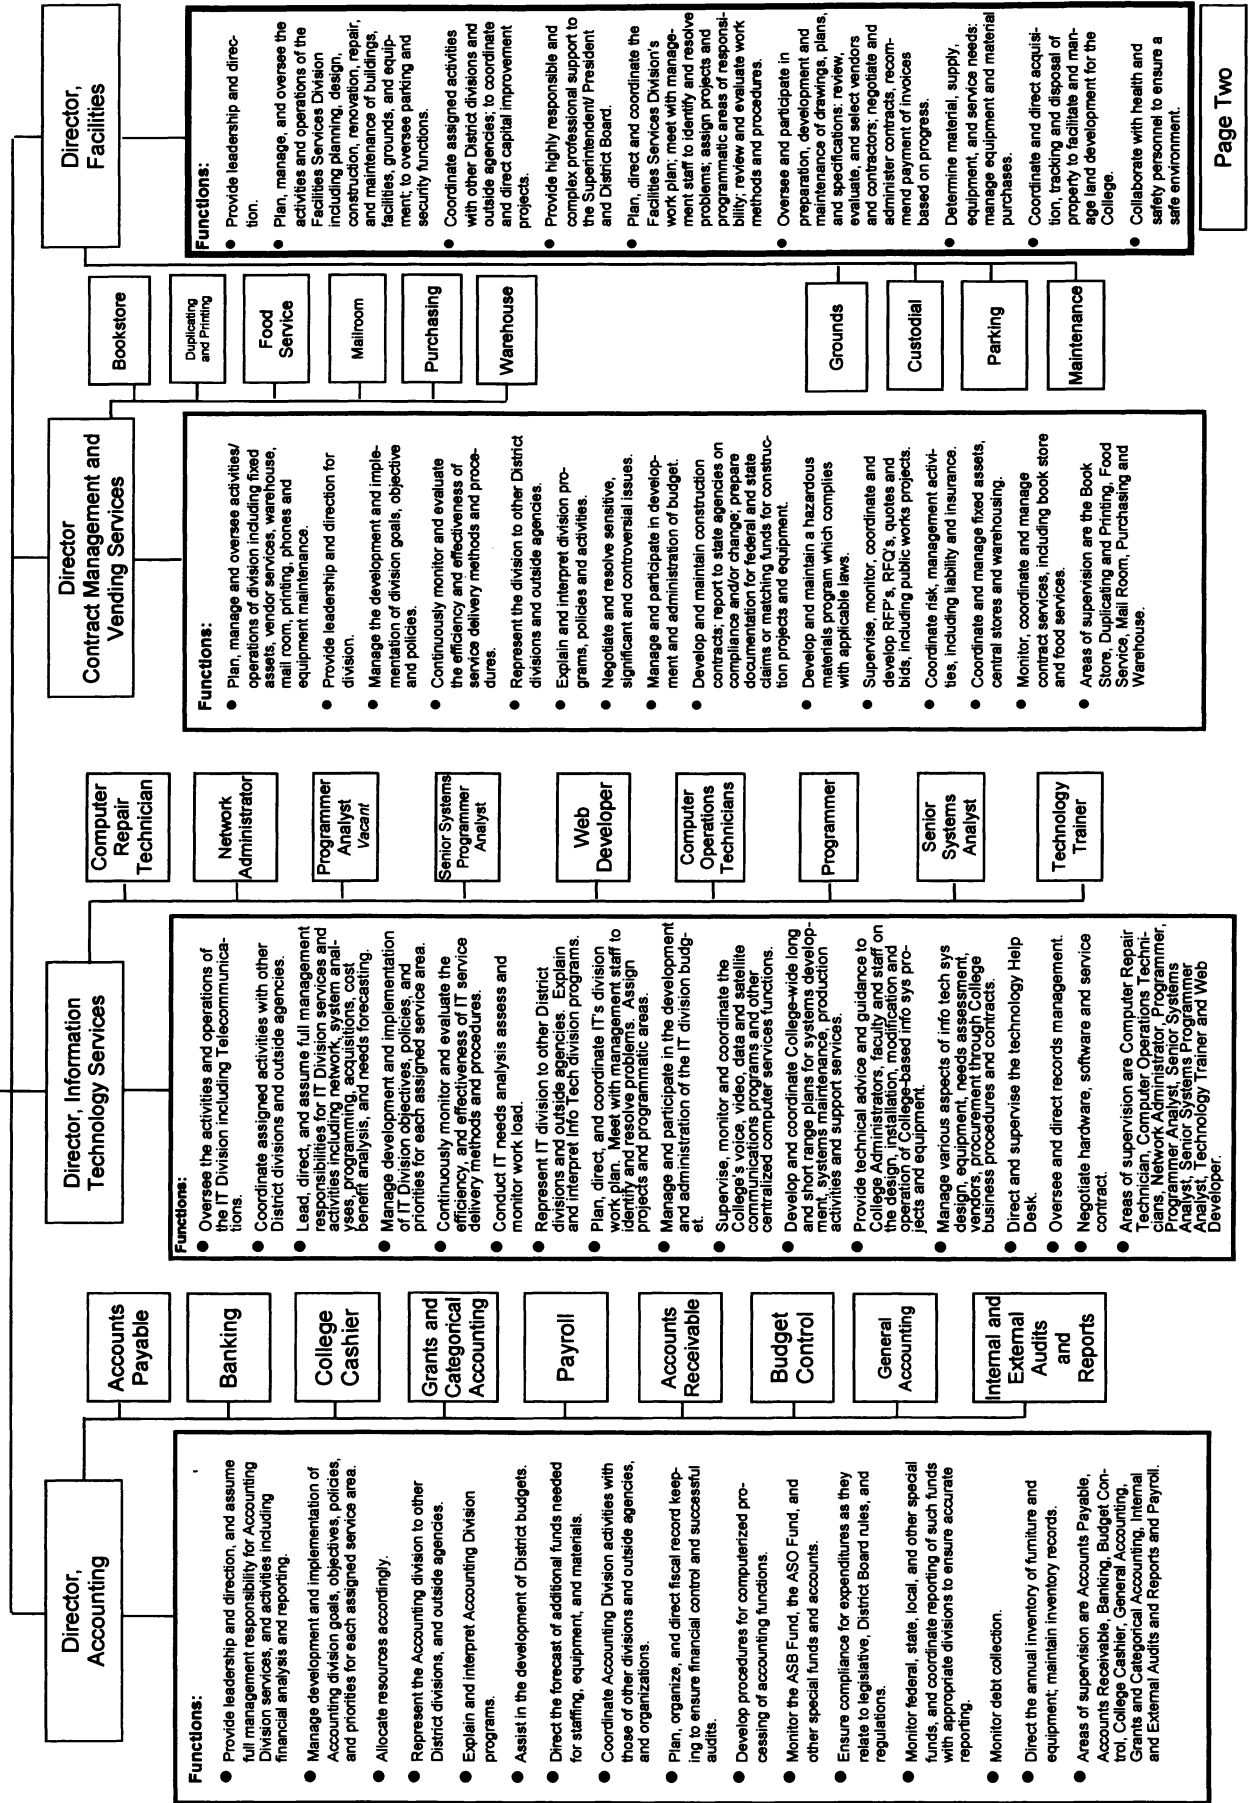 Director,
Accounting
Functions:
● Provide leadership and direction, and assume
full management responsibility for Accounting
Division services, and activities including
financial analysis and reporting.
● Manage development and implementation of
Accounting division goals, objectives, policies,
and priorities for each assigned service area.
● Allocate resources accordingly.
● Represent the Accounting division to other
District divisions, and outside agencies.
● Explain and interpret Accounting Division
programs.
● Assist in the development of District budgets.
● Direct the forecast of additional funds needed
for staffing, equipment, and materials.
● Coordinate Accounting Division activities with
those of other divisions and outside agencies,
and organizations.
● Plan, organize, and direct fiscal record keep-
ing to ensure financial control and successful
audits.
● Develop procedures for computerized pro-
cessing of accounting functions.
● Monitor the ASB Fund, the ASO Fund, and
other special funds and accounts.
● Ensure compliance for expenditures as they
relate to legislative, District Board rules, and
regulations.
● Monitor federal, state, local, and other special
funds, and coordinate reporting of such funds
with appropriate divisions to ensure accurate
reporting.
● Monitor debt collection.
● Direct the annual inventory of furniture and
equipment; maintain inventory records.
● Areas of supervision are Accounts Payable,
Accounts Receivable, Banking, Budget Con-
trol, College Cashier, General Accounting,
Grants and Categorical Accounting, Internal
and External Audits and Reports and Payroll.
Accounts
Payable
Banking
College
Cashier
Grants and
Categorical
Accounting
Payroll
Accounts
Receivable
Budget
Control
General
Accounting
Internal and
External
Audits
and
Reports
Director, Information
Technology Services
Functions:
● Oversee the activities and operations of
the IT Division including Telecommunica-
tions.
● Coordinate assigned activities with other
District divisions and outside agencies.
● Lead, direct, and assume full management
responsibilities for IT Division services and
activities including network, system anal-
yses, programming, acquisitions, cost
benefit analysis, and needs forecasting.
● Manage development and implementation
of IT Division objectives, policies, and
priorities for each assigned service area.
● Continuously monitor and evaluate the
efficiency, and effectiveness of IT service
delivery methods and procedures.
● Conduct IT needs analysis assess and
monitor work load.
● Represent IT division to other District
divisions and outside agencies. Explain
and interpret Info Tech division programs.
● Plan, direct, and coordinate IT's division
work plan. Meet with management staff to
identify and resolve problems. Assign
projects and programmatic areas.
● Manage and participate in the development
and administration of the IT division budg-
et.
● Supervise, monitor and coordinate the
College's voice, video, data and satellite
communications programs and other
centralized computer services functions.
● Develop and coordinate College-wide long
and short range plans for systems develop-
ment, systems maintenance, production
activities and support services.
● Provide technical advice and guidance to
College Administrators, faculty and staff on
the design, installation, modification and
operation of College-based info sys pro-
jects and equipment.
● Manage various aspects of info tech sys
design, equipment, needs assessment,
vendors, procurement through College
business procedures and contracts.
● Direct and supervise the technology Help
Desk.
● Oversee and direct records management.
● Negotiate hardware, software and service
contract.
● Areas of supervision are Computer Repair
Technician, Computer Operations Techni-
cians, Network Administrator, Programmer,
Programmer Analyst, Senior Systems
Analyst, Senior Systems Programmer
Analyst, Technology Trainer and Web
Developer.
Computer
Repair
Technician
Network
Administrator
Programmer
Analyst
Vacant
Senior Systems
Programmer
Analyst
Web
Developer
Computer
Operations
Technicians
Programmer
Senior
Systems
Analyst
Technology
Trainer
Director
Contract Management and
Vending Services
Functions:
● Plan, manage and oversee activities/
operations of division including fixed
assets, vendor services, warehouse,
mail room, printing, phones and
equipment maintenance.
● Provide leadership and direction for
division.
● Manage the development and imple-
mentation of division goals, objective
and policies.
● Continuously monitor and evaluate
the efficiency and effectiveness of
service delivery methods and proce-
dures.
● Represent the division to other District
divisions and outside agencies.
● Explain and interpret division pro-
grams, policies and activities.
● Negotiate and resolve sensitive,
significant and controversial issues.
● Manage and participate in develop-
ment and administration of budget.
● Develop and maintain construction
contracts; report to state agencies on
compliance and/or change; prepare
documentation for federal and state
claims or matching funds for construc-
tion projects and equipment.
● Develop and maintain a hazardous
materials program which complies
with applicable laws.
● Supervise, monitor, coordinate and
develop RFP's, RFQ's, quotes and
bids, including public works projects.
● Coordinate risk, management activi-
ties, including liability and insurance.
● Coordinate and manage fixed assets,
central stores and warehousing.
● Monitor, coordinate and manage
contract services, including book store
and food services.
● Areas of supervision are the Book
Store, Duplicating and Printing, Food
Service, Mail Room, Purchasing and
Warehouse.
Bookstore
Duplicating
and Printing
Food
Service
Mailroom
Purchasing
Warehouse
Grounds
Custodial
Parking
Maintenance
Director,
Facilities
Functions:
● Provide leadership and direc-
tion.
● Plan, manage, and oversee the
activities and operations of the
Facilities Services Division
including planning, design,
construction, renovation, repair,
and maintenance of buildings,
facilities, grounds, and equip-
ment; to oversee parking and
security functions.
● Coordinate assigned activities
with other District divisions and
outside agencies; to coordinate
and direct capital improvement
projects.
● Provide highly responsible and
complex professional support to
the Superintendent/ President
and District Board.
● Plan, direct and coordinate the
Facilities Services Division's
work plan; meet with manage-
ment staff to identify and resolve
problems; assign projects and
programmatic areas of responsi-
bility; review and evaluate work
methods and procedures.
● Oversee and participate in
preparation, development and
maintenance of drawings, plans,
and specifications; review,
evaluate, and select vendors
and contractors; negotiate and
administer contracts, recom-
mend payment of invoices
based on progress.
● Determine material, supply,
equipment, and service needs:
manage equipment and material
purchases.
● Coordinate and direct acquisi-
tion, tracking and disposal of
property to facilitate and man-
age land development for the
College.
● Collaborate with health and
safety personnel to ensure a
safe environment.
Page Two